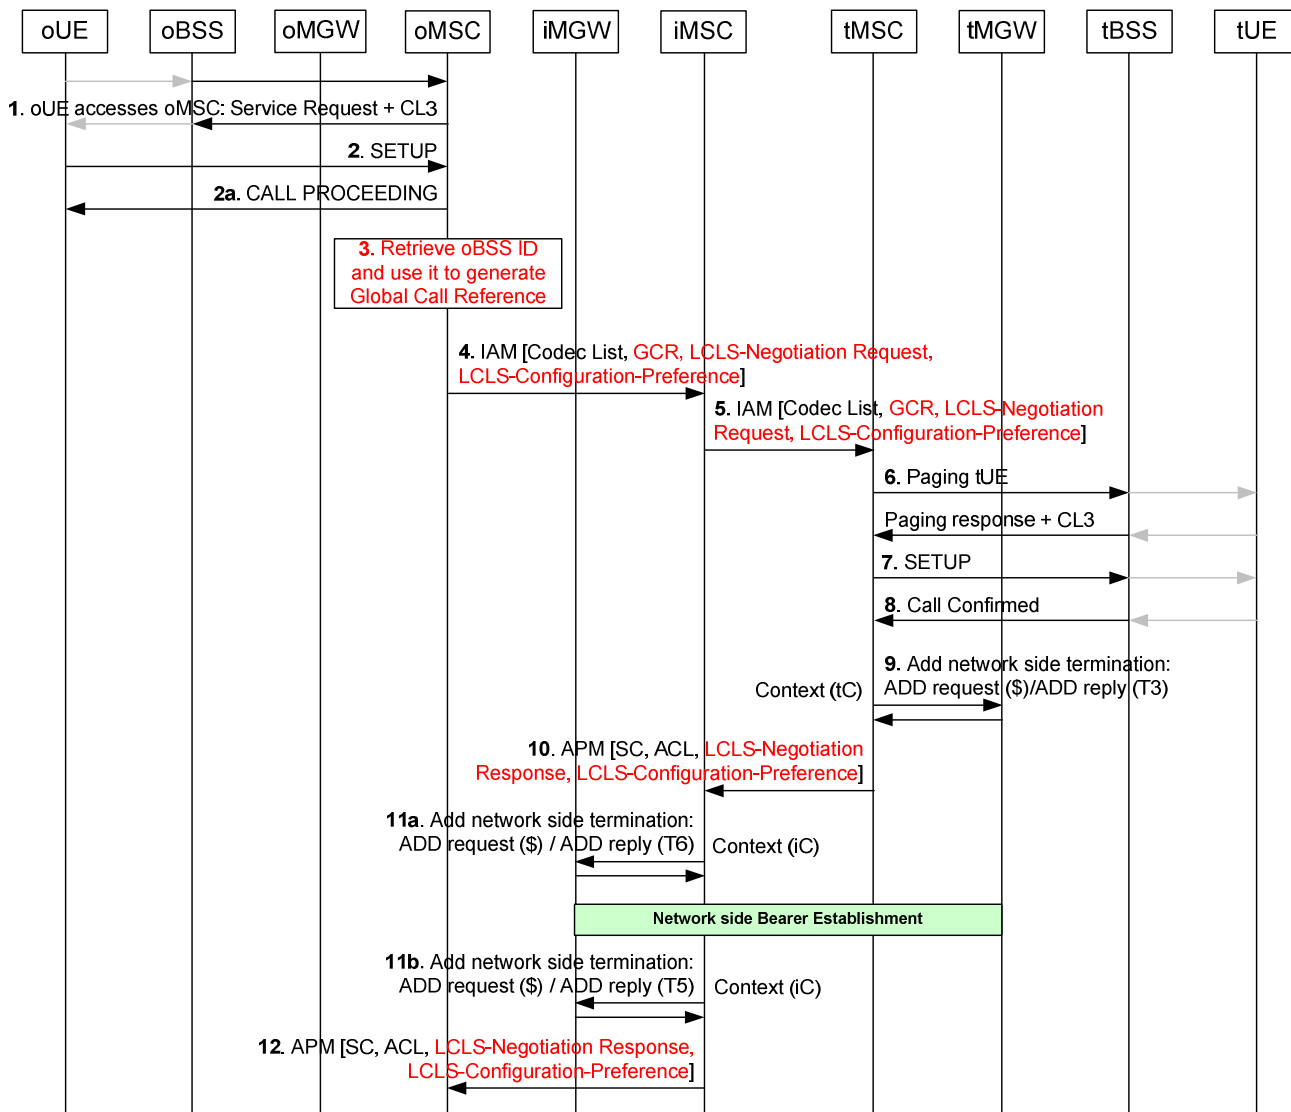 oUE oBSS oMGW oMSC iMGW iMSC tMSC tMGW tBSS tUE
1. oUE accesses oMSC: Service Request + CL3
2. SETUP
2a. CALL PROCEEDING
3. Retrieve oBSS ID
and use it to generate
Global Call Reference
4. IAM [Codec List, GCR, LCLS-Negotiation Request,
LCLS-Configuration-Preference]
5. IAM [Codec List, GCR, LCLS-Negotiation
Request, LCLS-Configuration-Preference]
6. Paging tUE
Paging response + CL3
7. SETUP
8. Call Confirmed
9. Add network side termination:
ADD request ($)/ADD reply (T3)
Context (tC)
10. APM [SC, ACL, LCLS-Negotiation
Response, LCLS-Configuration-Preference]
11a. Add network side termination:
ADD request ($) / ADD reply (T6)
Context (iC)
Network side Bearer Establishment
11b. Add network side termination:
ADD request ($) / ADD reply (T5)
Context (iC)
12. APM [SC, ACL, LCLS-Negotiation Response,
LCLS-Configuration-Preference]